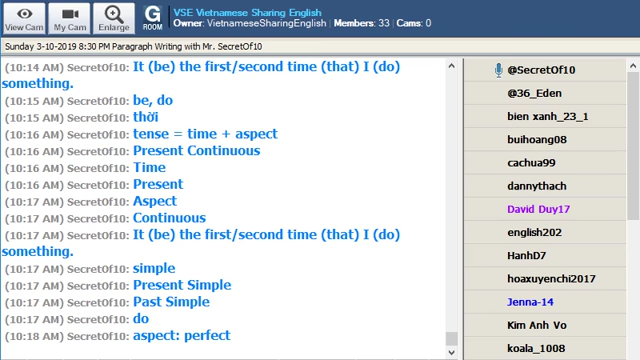 View Cam
My Cam
Enlarge
G
ROOM
VSE Vietnamese Sharing English
Owner: VietnameseSharingEnglish | Members: 33 | Cams: 0
Sunday 3-10-2019 8:30 PM Paragraph Writing with Mr. SecretOf10
(10:14 AM) SecretOf10: It (be) the first/second time (that) I (do)
something.
(10:15 AM) SecretOf10: be, do
(10:15 AM) SecretOf10: thời
(10:16 AM) SecretOf10: tense = time + aspect
(10:16 AM) SecretOf10: Present Continuous
(10:16 AM) SecretOf10: Time
(10:16 AM) SecretOf10: Present
(10:17 AM) SecretOf10: Aspect
(10:17 AM) SecretOf10: Continuous
(10:17 AM) SecretOf10: It (be) the first/second time (that) I (do)
something.
(10:17 AM) SecretOf10: simple
(10:17 AM) SecretOf10: Present Simple
(10:17 AM) SecretOf10: Past Simple
(10:17 AM) SecretOf10: do
(10:18 AM) SecretOf10: aspect: perfect
@SecretOf10
@36_Eden
bien xanh_23_1
buihoang08
cachua99
dannythach
David Duy17
english202
HanhD7
hoaxuyenchi2017
Jenna-14
Kim Anh Vo
koala_1008